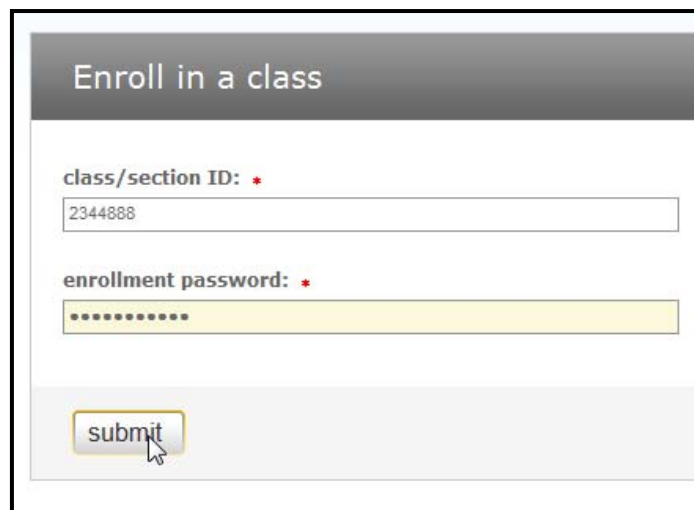 Enroll in a class
class/section ID: *
2344888
enrollment password: *
•••••••••••
submit